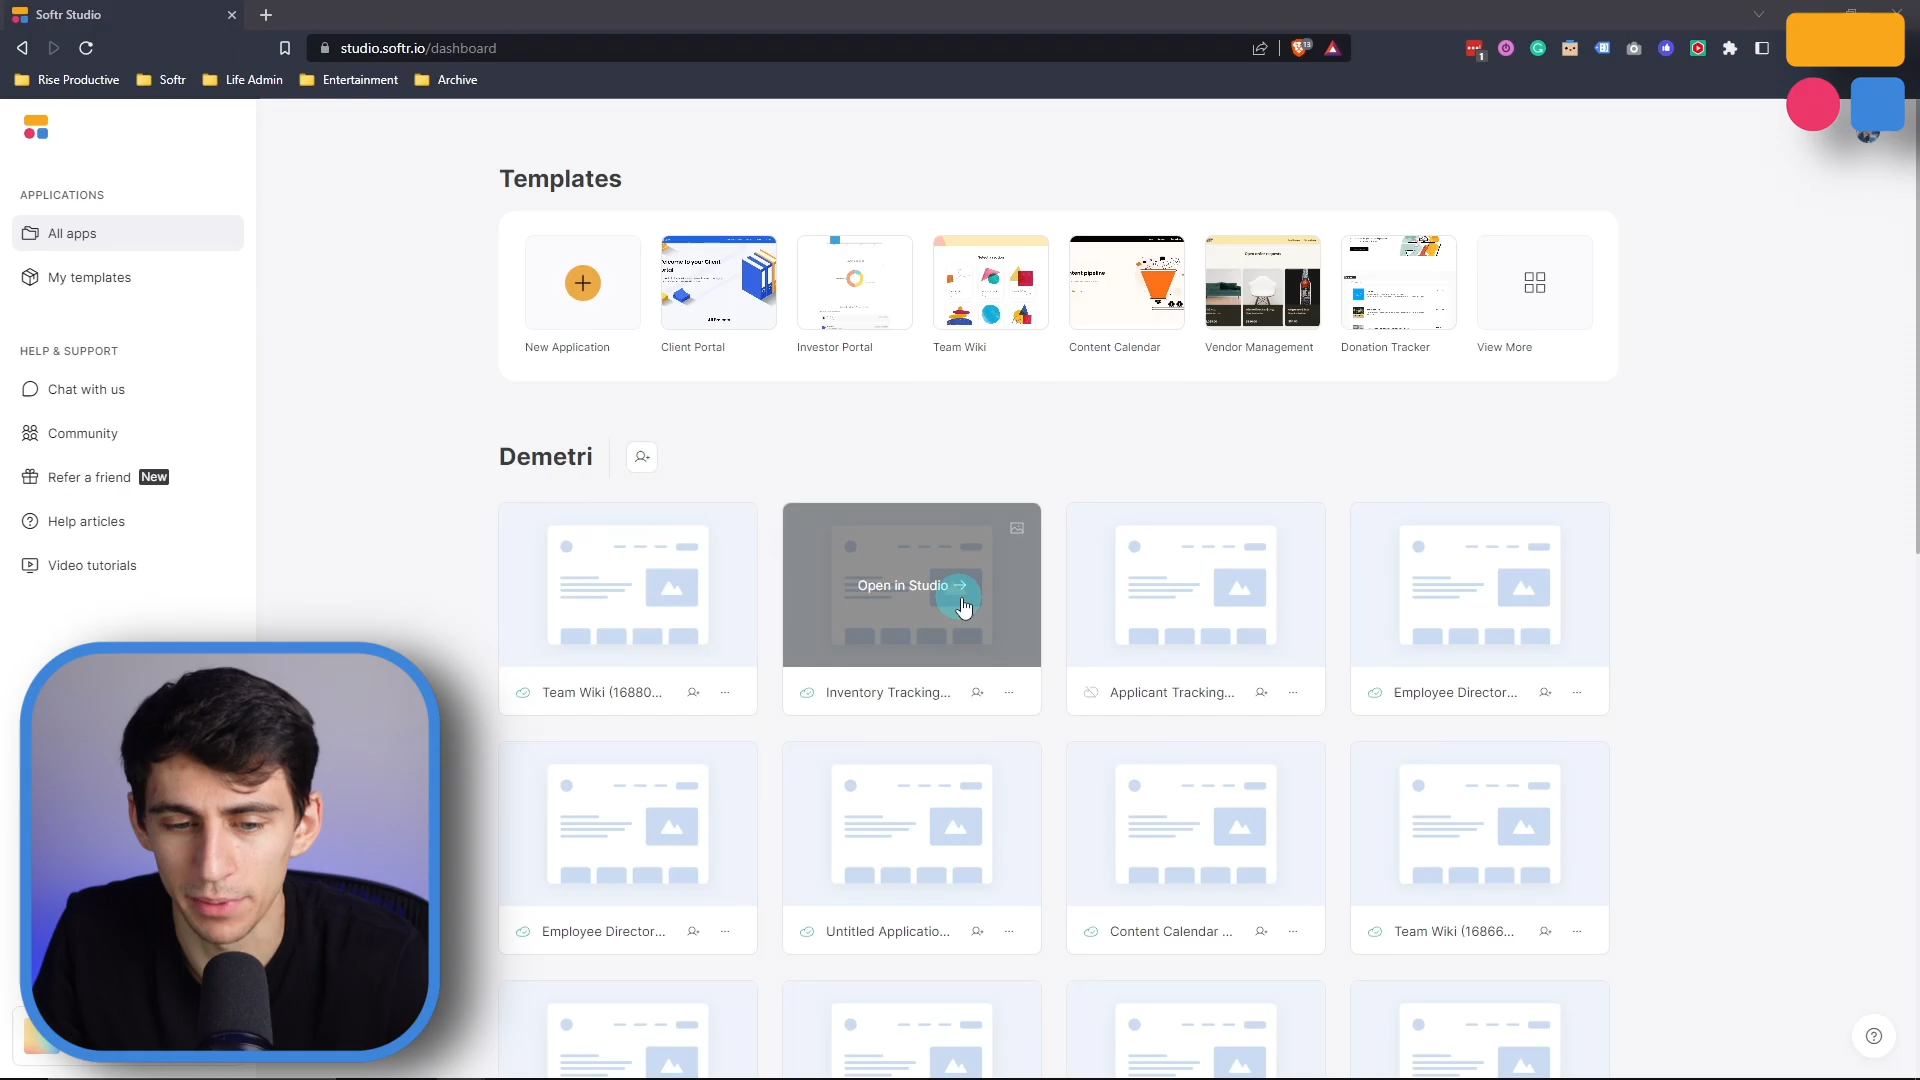 Softr Studio
studio.softr.io/dashboard
13
1
Rise Productive
Softr
Life Admin
Entertainment
Archive
APPLICATIONS
All apps
My templates
HELP & SUPPORT
Chat with us
Community
Refer a friend New
Help articles
Video tutorials
Templates
New Application
Client Portal
Investor Portal
Team Wiki
Content Calendar
Vendor Management
Donation Tracker
View More
Demetri
Open in Studio
Team Wiki (16880...
Inventory Tracking...
Applicant Tracking...
Employee Director...
Employee Director...
Untitled Applicatio...
Content Calendar ...
Team Wiki (16866...